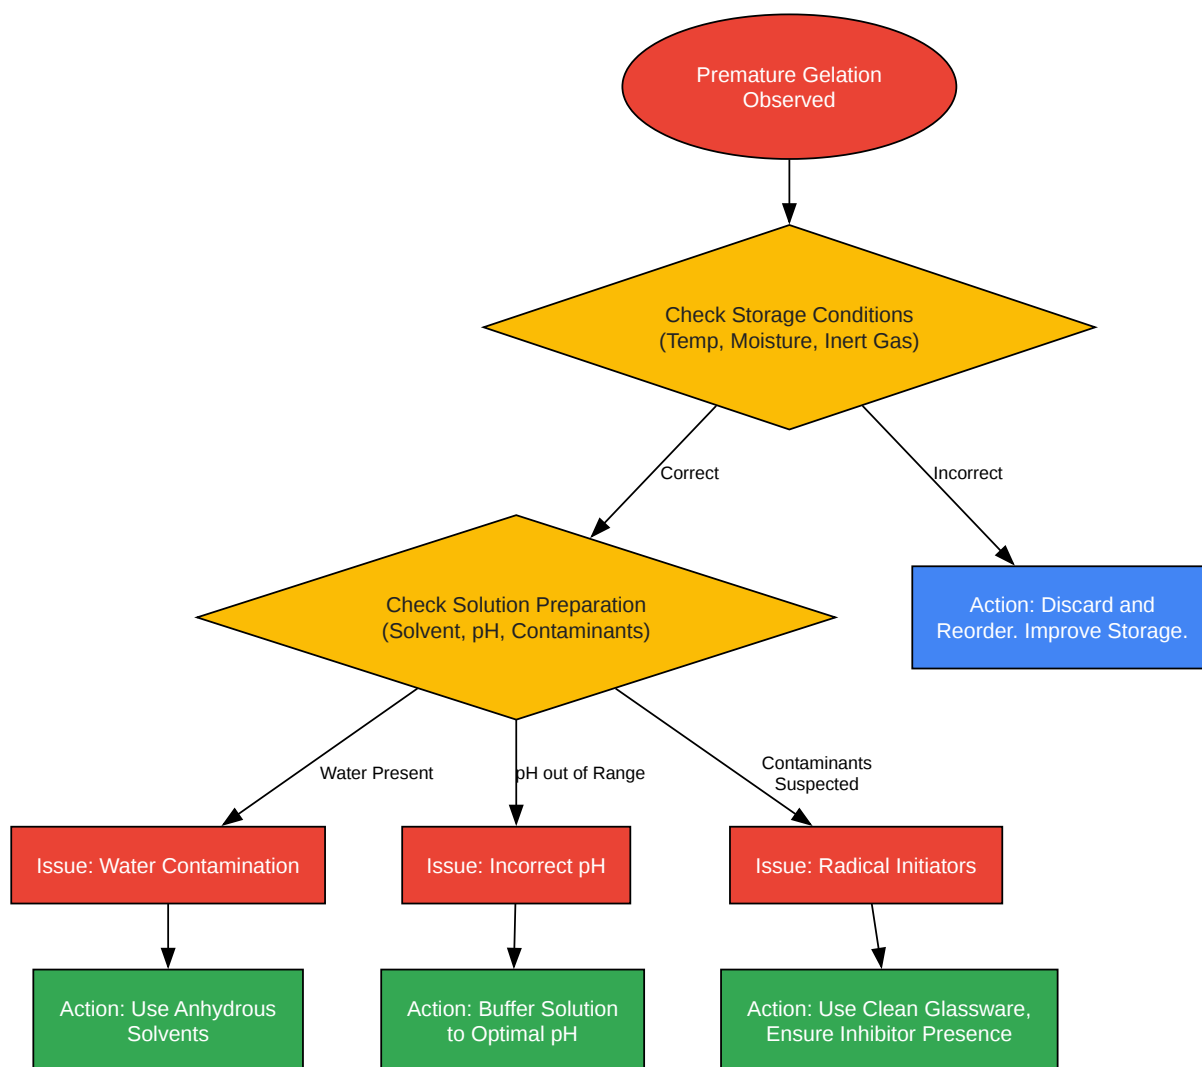 Premature Gelation
Observed
Check Storage Conditions
(Temp, Moisture, Inert Gas)
Correct
Incorrect
Check Solution Preparation
(Solvent, pH, Contaminants)
Action: Discard and
Reorder. Improve Storage.
Water Present
pH out of Range
Contaminants
Suspected
Issue: Water Contamination
Issue: Incorrect pH
Issue: Radical Initiators
Action: Use Anhydrous
Solvents
Action: Buffer Solution
to Optimal pH
Action: Use Clean Glassware,
Ensure Inhibitor Presence